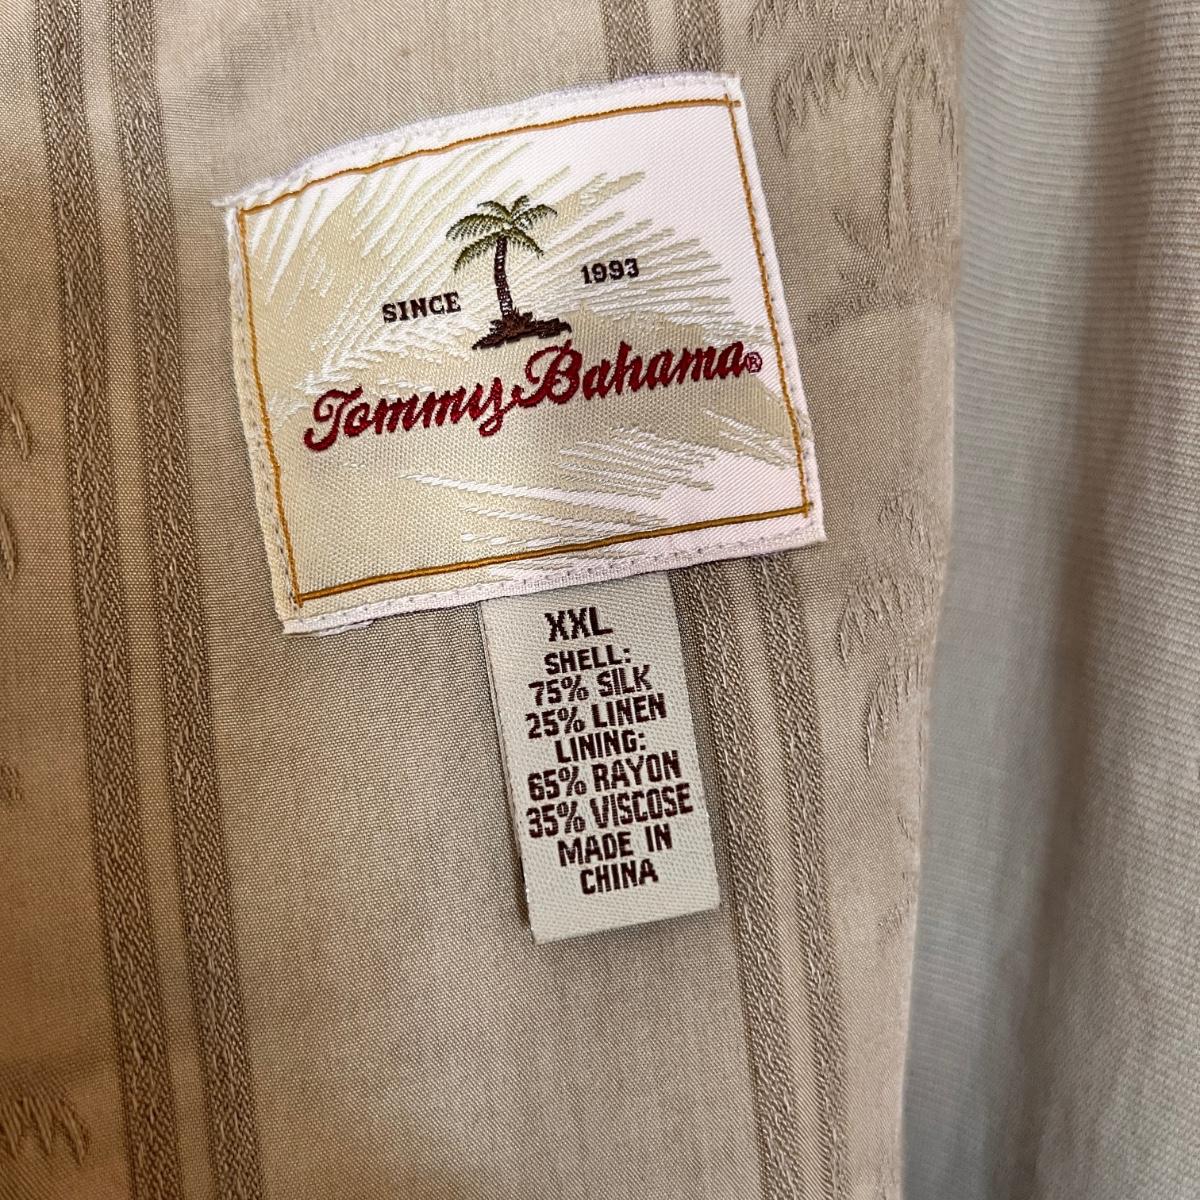 SINCE 1993
Tommy Bahama®
XXL
SHELL:
75% SILK
25% LINEN
LINING:
65% RAYON
35% VISCOSE
MADE IN
CHINA